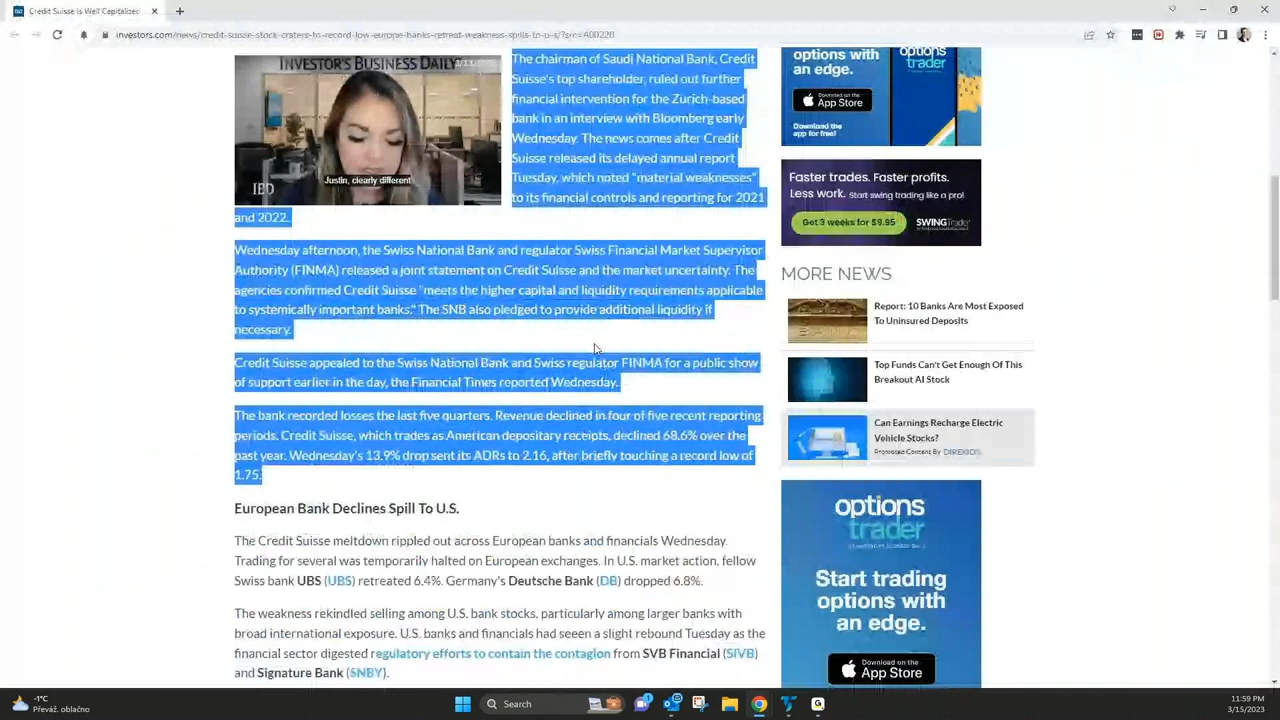 Credit Suisse Is Well Capitalized
investors.com/news/credit-suisse-stock-craters-to-record-low-europe-banks-retreat-weakness-spills-to-u-s/?src=A00220
INVESTOR'S BUSINESS DAILY
Justin, clearly different
IBD
The chairman of Saudi National Bank, Credit
Suisse's top shareholder, ruled out further
financial intervention for the Zurich-based
bank in an interview with Bloomberg early
Wednesday. The news comes after Credit
Suisse released its delayed annual report
Tuesday, which noted "material weaknesses"
to its financial controls and reporting for 2021
and 2022.
Wednesday afternoon, the Swiss National Bank and regulator Swiss Financial Market Supervisor
Authority (FINMA) released a joint statement on Credit Suisse and the market uncertainty. The
agencies confirmed Credit Suisse "meets the higher capital and liquidity requirements applicable
to systemically important banks." The SNB also pledged to provide additional liquidity if
necessary.
Credit Suisse appealed to the Swiss National Bank and Swiss regulator FINMA for a public show
of support earlier in the day, the Financial Times reported Wednesday.
The bank recorded losses the last five quarters. Revenue declined in four of five recent reporting
periods. Credit Suisse, which trades as American depositary receipts, declined 68.6% over the
past year. Wednesday's 13.9% drop sent its ADRs to 2.16, after briefly touching a record low of
1.75.
European Bank Declines Spill To U.S.
The Credit Suisse meltdown rippled out across European banks and financials Wednesday.
Trading for several was temporarily halted on European exchanges. In U.S. market action, fellow
Swiss bank UBS (UBS) retreated 6.4%. Germany's Deutsche Bank (DB) dropped 6.8%.
The weakness rekindled selling among U.S. bank stocks, particularly among larger banks with
broad international exposure. U.S. banks and financials had seeen a slight rebound Tuesday as the
financial sector digested regulatory efforts to contain the contagion from SVB Financial (SIVB)
and Signature Bank (SNBY).
options with
an edge.
Download on the
App Store
Download the
app for free!
options
trader
Faster trades. Faster profits.
Less work. Start swing trading like a pro!
Get 3 weeks for $9.95
SWINGTrader
MORE NEWS
Report: 10 Banks Are Most Exposed
To Uninsured Deposits
Top Funds Can't Get Enough Of This
Breakout AI Stock
Can Earnings Recharge Electric
Vehicle Stocks?
Promoted Content By DIREXION
options
trader
Start trading
options with
an edge.
Download on the
App Store
-1°C
Převáž. oblačno
Search
11:59 PM
3/15/2023